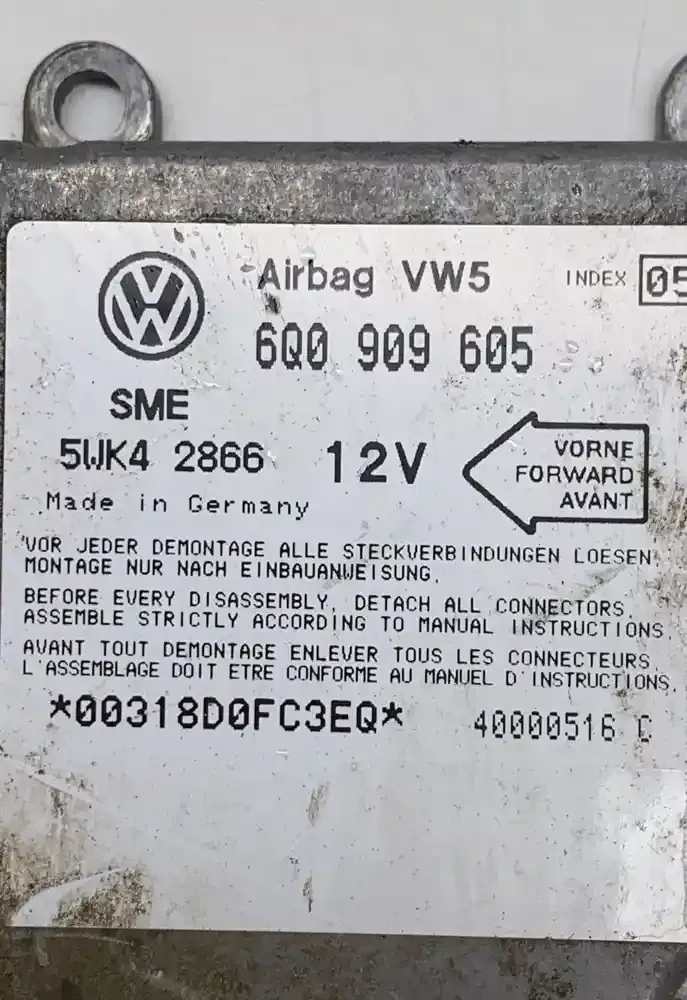 Airbag VW5 INDEX 05
6Q0 909 605
SME
5WK4 2866 12V
VORNE
FORWARD
AVANT
Made in Germany
VOR JEDER DEMONTAGE ALLE STECKVERBINDUNGEN LOESEN.
MONTAGE NUR NACH EINBAUANWEISUNG.
BEFORE EVERY DISASSEMBLY, DETACH ALL CONNECTORS.
ASSEMBLE STRICTLY ACCORDING TO MANUAL INSTRUCTIONS.
AVANT TOUT DEMONTAGE ENLEVER TOUS LES CONNECTEURS.
L'ASSEMBLAGE DOIT ETRE CONFORME AU MANUEL D'INSTRUCTIONS.
*00318D0FC3EQ* 40000516 C